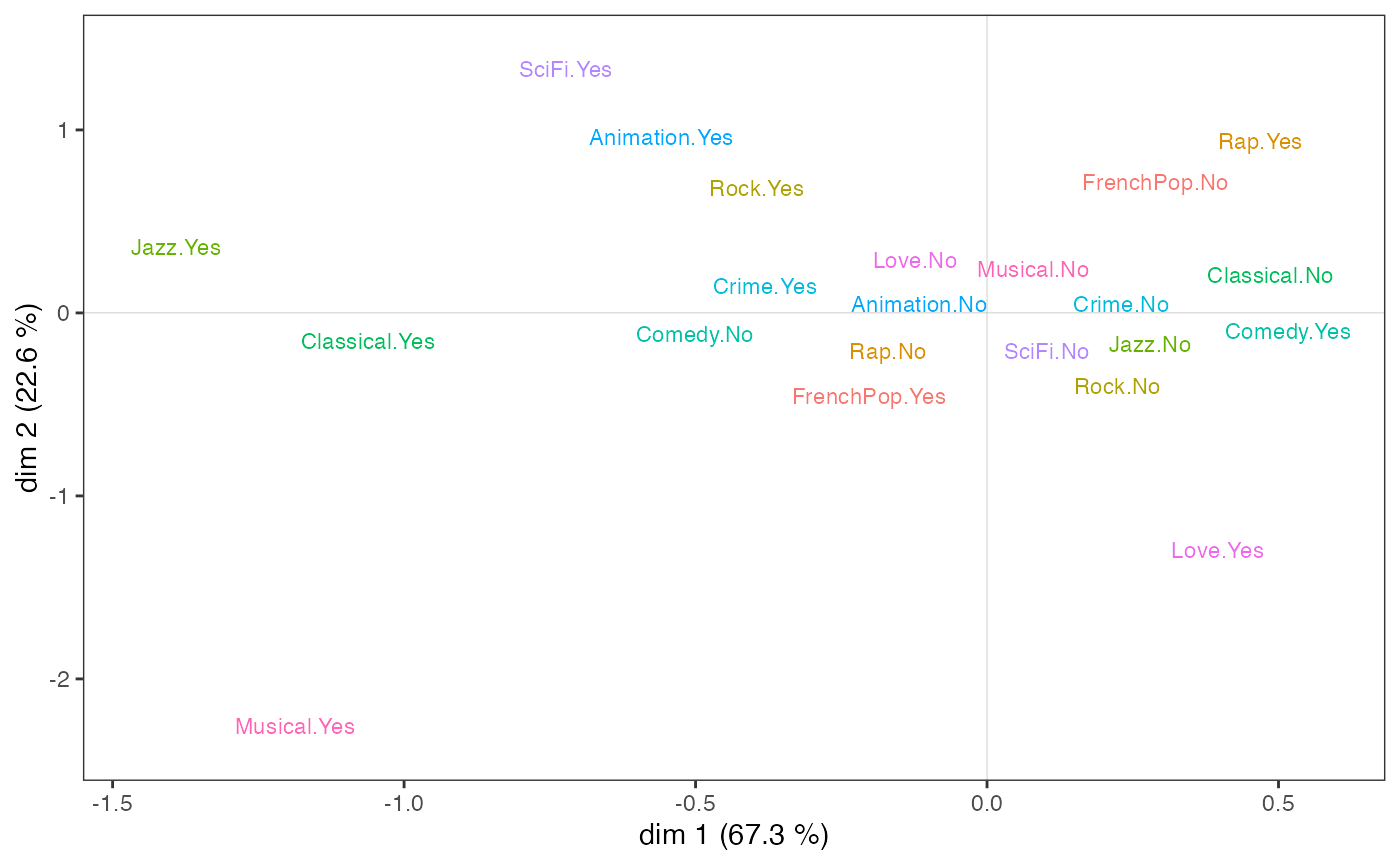 SciFi.Yes
1
Animation.Yes
Rap.Yes
FrenchPop.No
Rock.Yes
Jazz.Yes
Love.No
Musical.No
Classical.No
Crime.Yes
Animation.No
Crime.No
0
Classical.Yes
Comedy.No
Comedy.Yes
Rap.No
SciFi.No
Jazz.No
Rock.No
FrenchPop.Yes
dim 2 (22.6 %)
-1
Love.Yes
-2
Musical.Yes
-1.5 -1.0 -0.5 0.0 0.5
dim 1 (67.3 %)